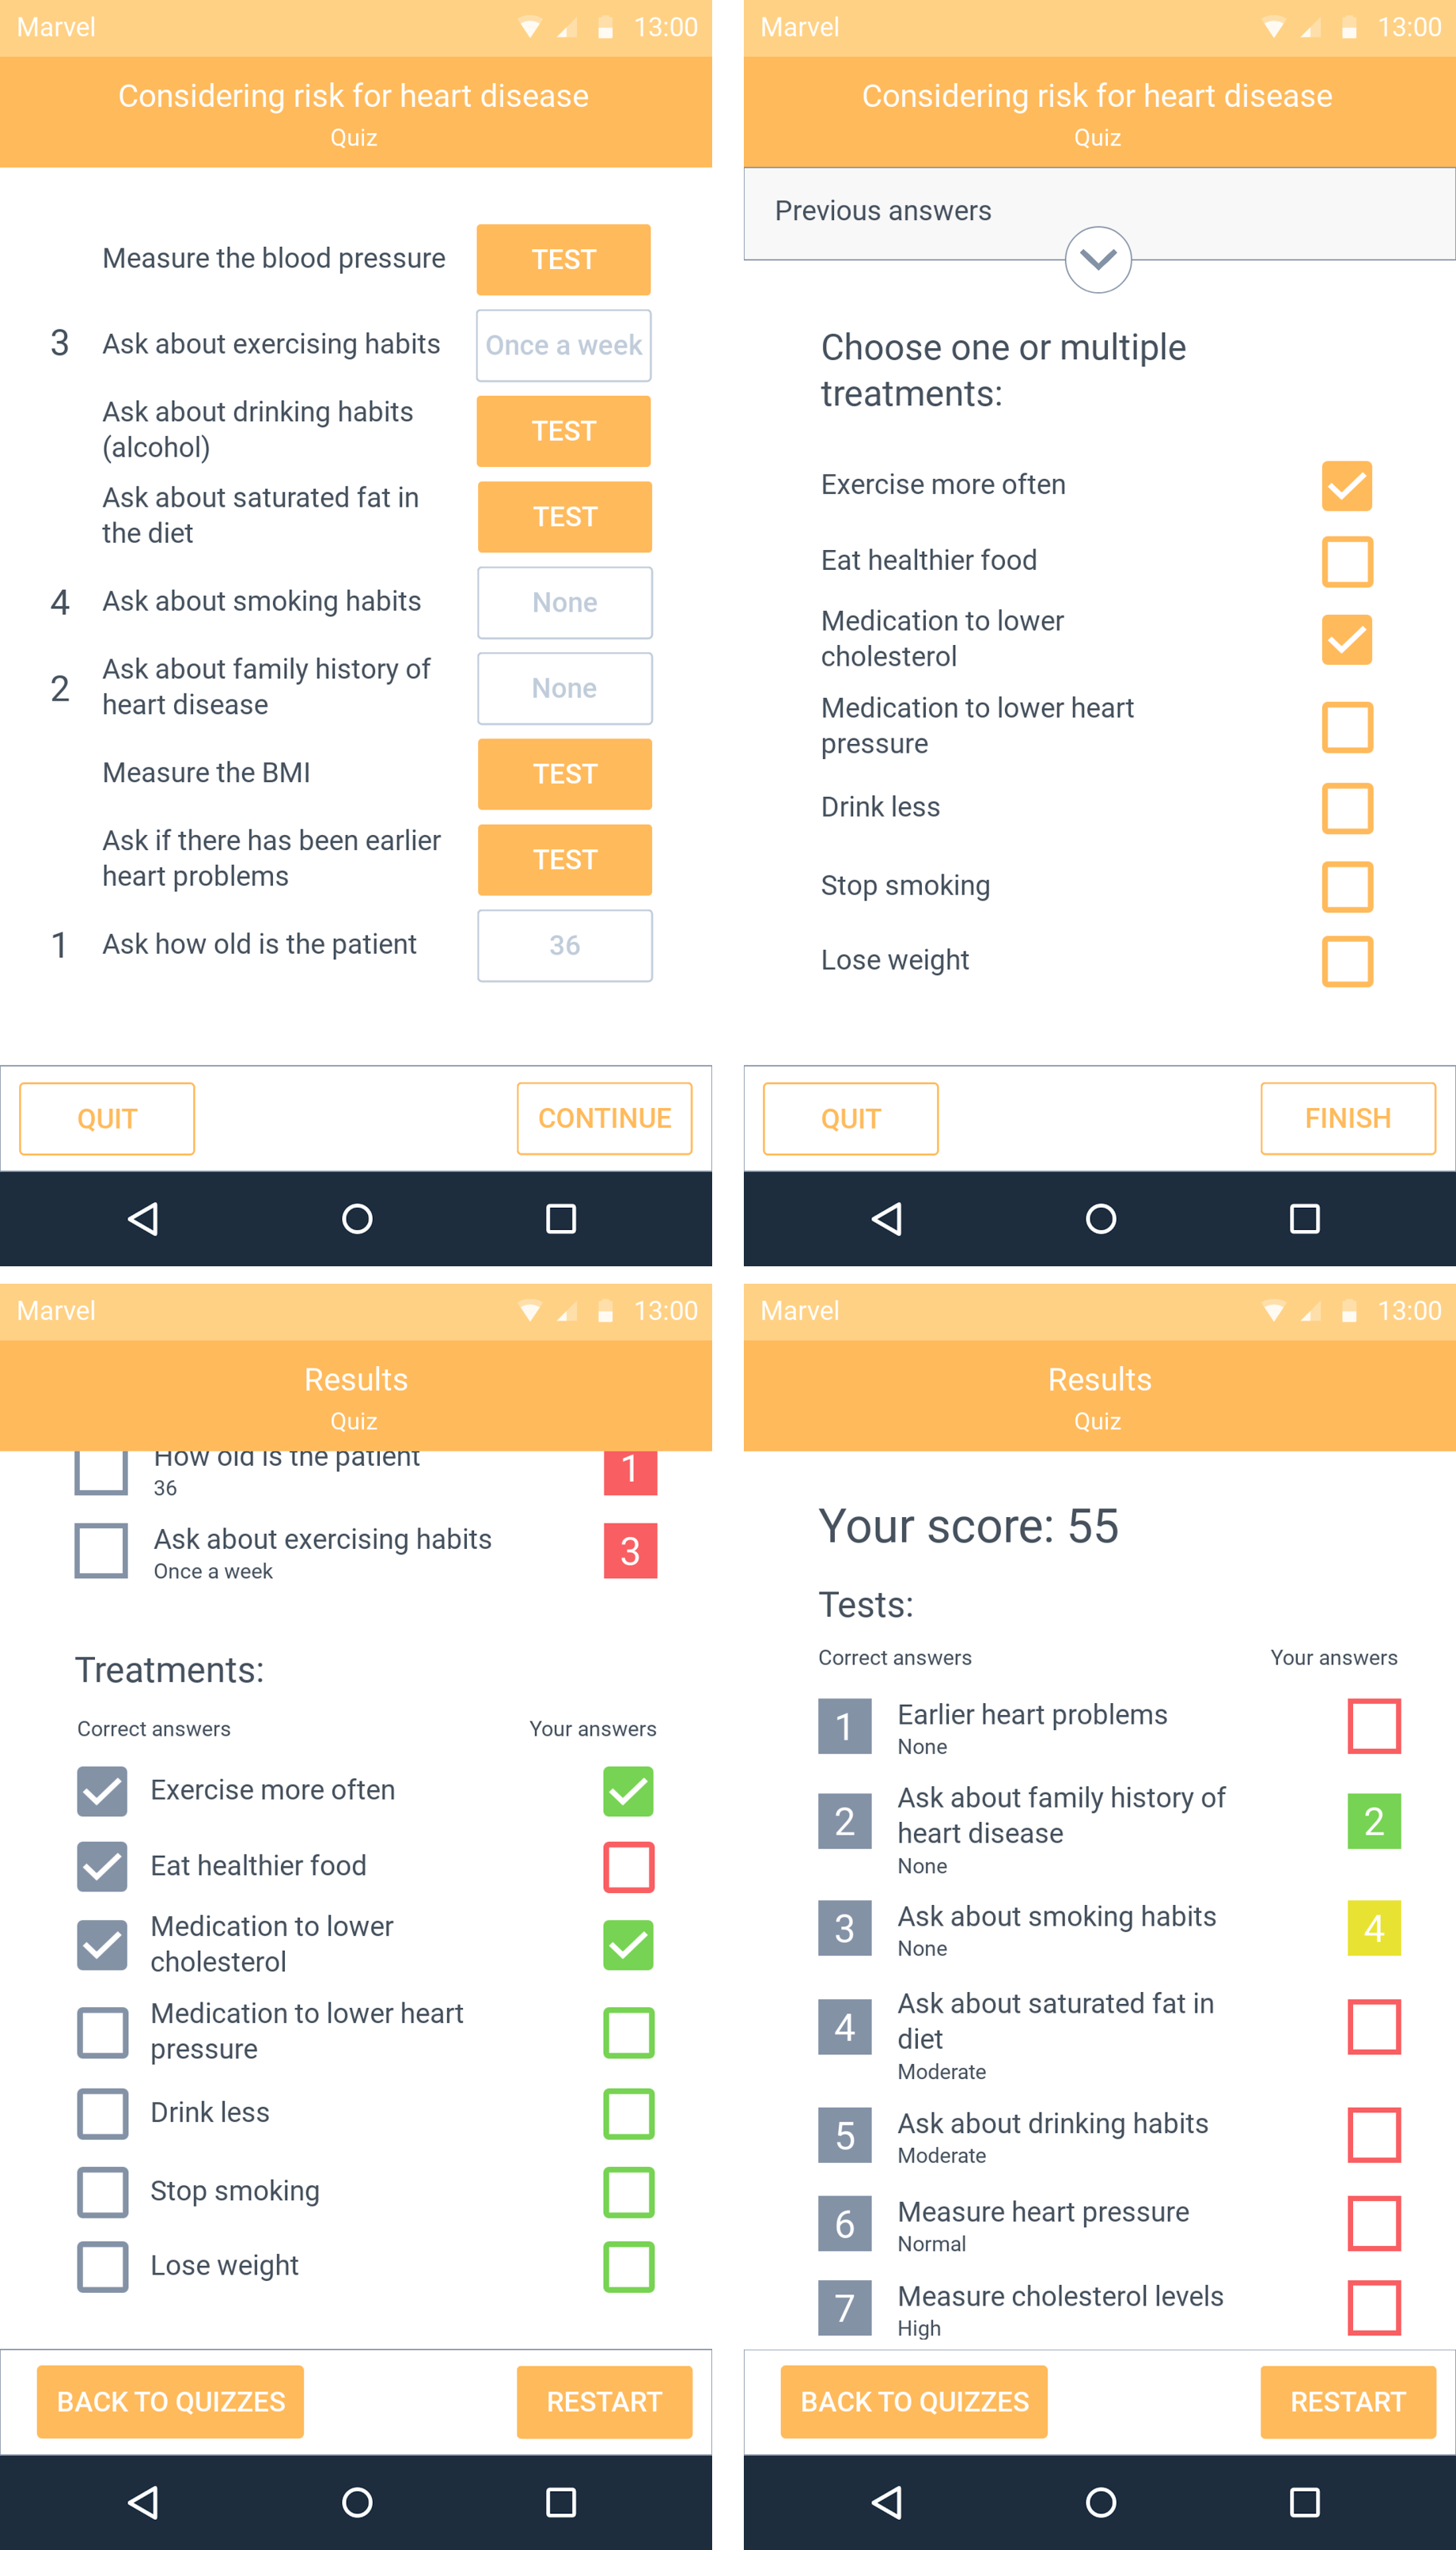 Marvel 13:00
Considering risk for heart disease
Quiz
Measure the blood pressure TEST
3 Ask about exercising habits Once a week
Ask about drinking habits
(alcohol) TEST
Ask about saturated fat in
the diet TEST
4 Ask about smoking habits None
2 Ask about family history of
heart disease None
Measure the BMI TEST
Ask if there has been earlier
heart problems TEST
1 Ask how old is the patient 36
QUIT CONTINUE
Marvel 13:00
Considering risk for heart disease
Quiz
Previous answers
Choose one or multiple
treatments:
Exercise more often
Eat healthier food
Medication to lower
cholesterol
Medication to lower heart
pressure
Drink less
Stop smoking
Lose weight
QUIT FINISH
Marvel 13:00
Results
Quiz
How old is the patient 1
36
Ask about exercising habits 3
Once a week
Treatments:
Correct answers Your answers
Exercise more often
Eat healthier food
Medication to lower
cholesterol
Medication to lower heart
pressure
Drink less
Stop smoking
Lose weight
BACK TO QUIZZES RESTART
Marvel 13:00
Results
Quiz
Your score: 55
Tests:
Correct answers Your answers
1 Earlier heart problems
None
2 Ask about family history of
heart disease 2
None
3 Ask about smoking habits 4
None
4 Ask about saturated fat in
diet
Moderate
5 Ask about drinking habits
Moderate
6 Measure heart pressure
Normal
7 Measure cholesterol levels
High
BACK TO QUIZZES RESTART